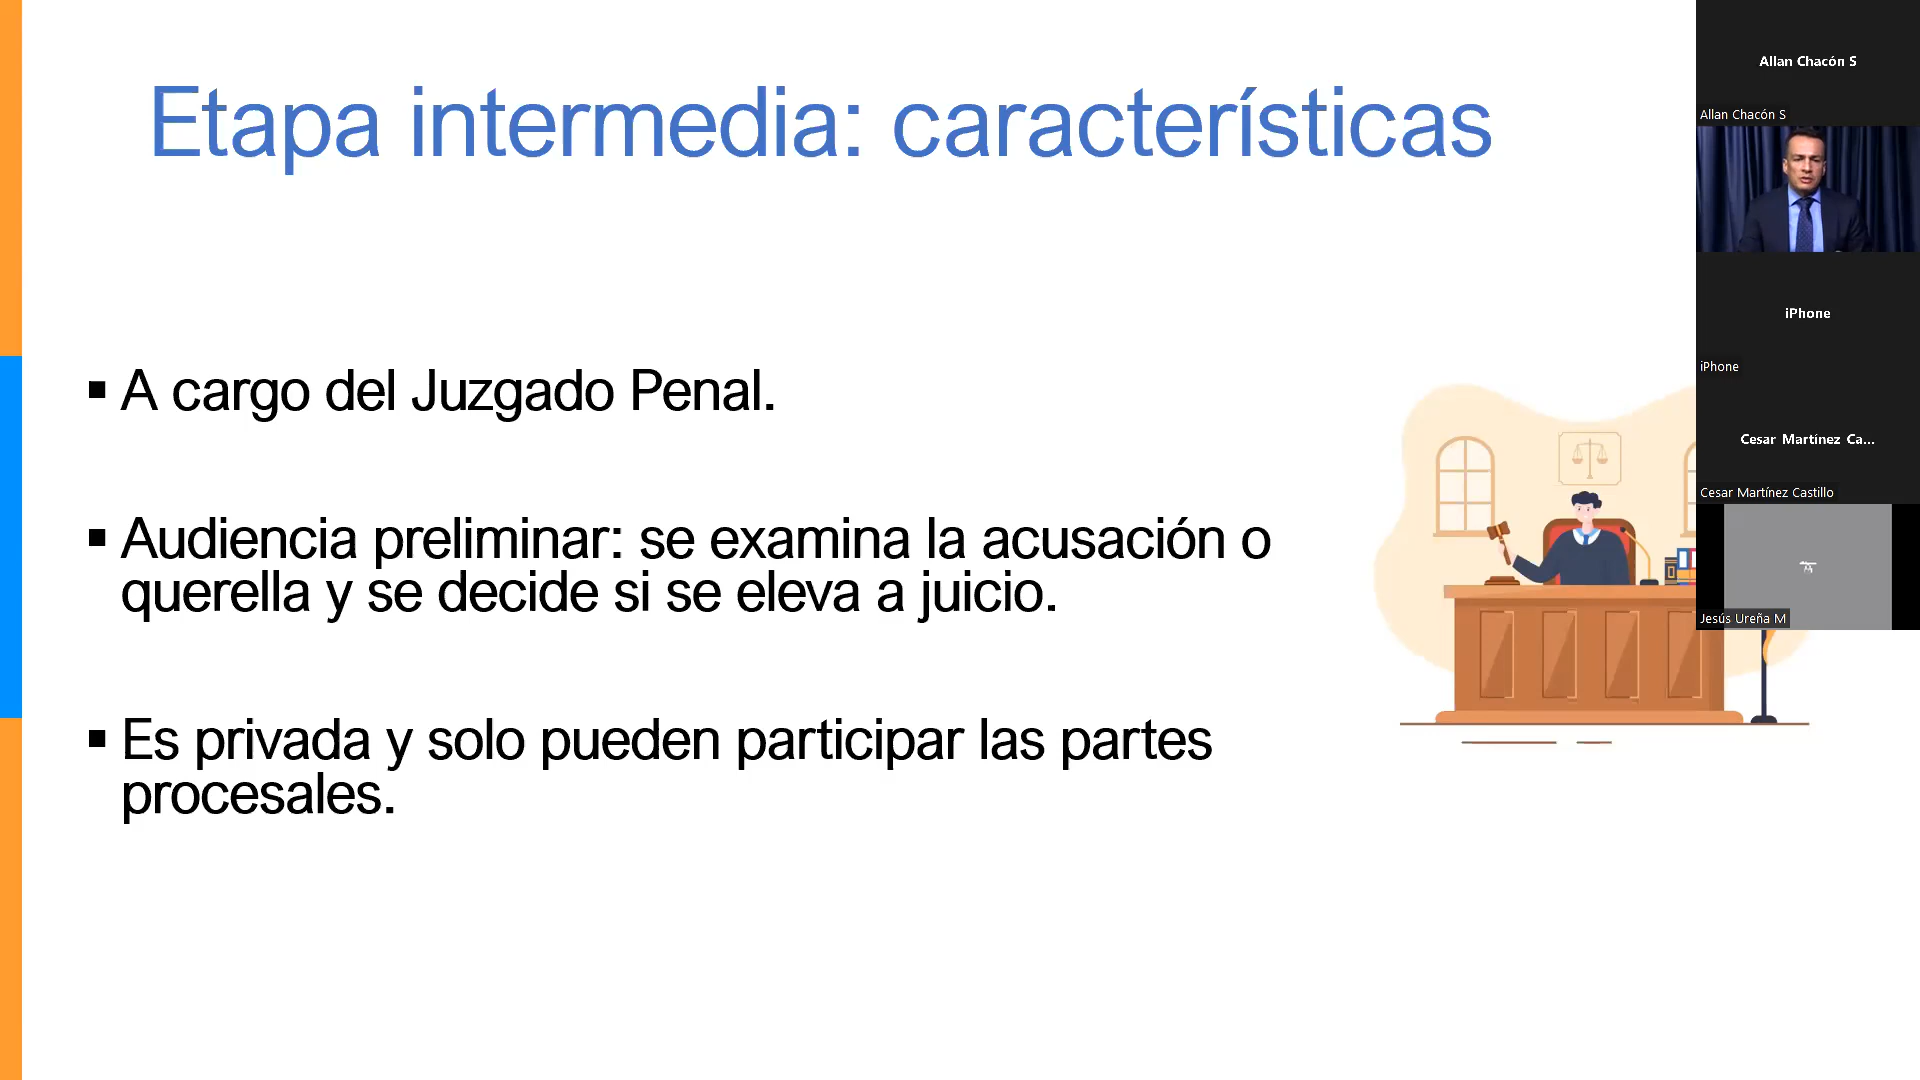 Etapa intermedia: características
▪ A cargo del Juzgado Penal.
▪ Audiencia preliminar: se examina la acusación o
querella y se decide si se eleva a juicio.
▪ Es privada y solo pueden participar las partes
procesales.
Allan Chacón S
Allan Chacón S
iPhone
iPhone
Cesar Martínez Ca...
Cesar Martínez Castillo
Jesús Ureña M